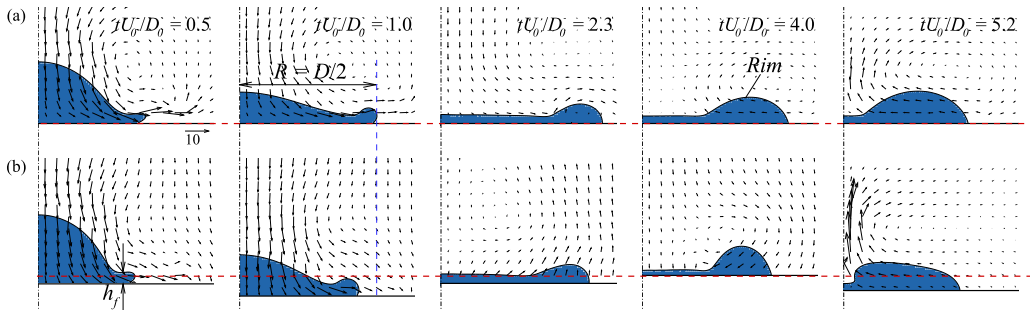 (a)
tU₀/D₀ = 0.5
tU₀/D₀ = 1.0
tU₀/D₀ = 2.3
tU₀/D₀ = 4.0
tU₀/D₀ = 5.2
R = D/2
Rim
10
(b)
h_f